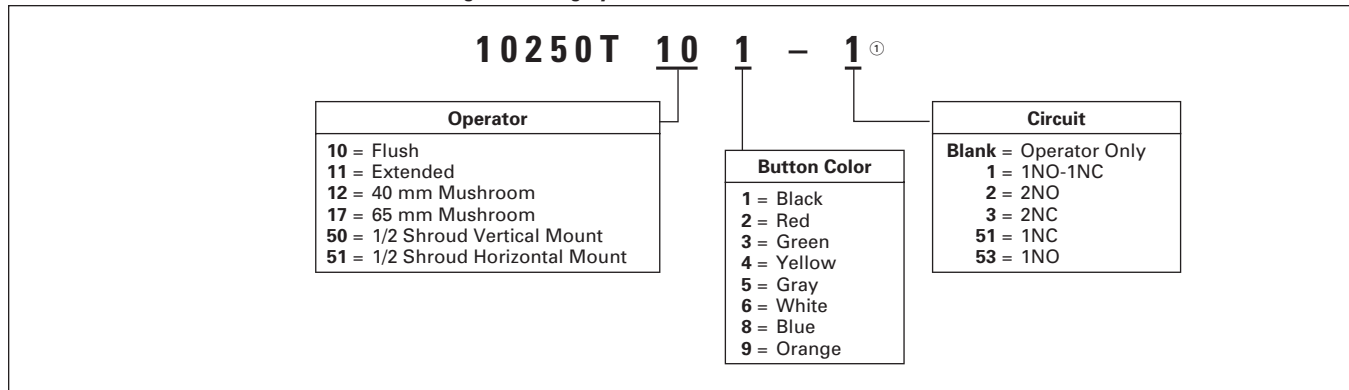 10250T 10 1 – 1 ①
Operator
10 = Flush
11 = Extended
12 = 40 mm Mushroom
17 = 65 mm Mushroom
50 = 1/2 Shroud Vertical Mount
51 = 1/2 Shroud Horizontal Mount
Button Color
1 = Black
2 = Red
3 = Green
4 = Yellow
5 = Gray
6 = White
8 = Blue
9 = Orange
Circuit
Blank = Operator Only
1 = 1NO-1NC
2 = 2NO
3 = 2NC
51 = 1NC
53 = 1NO